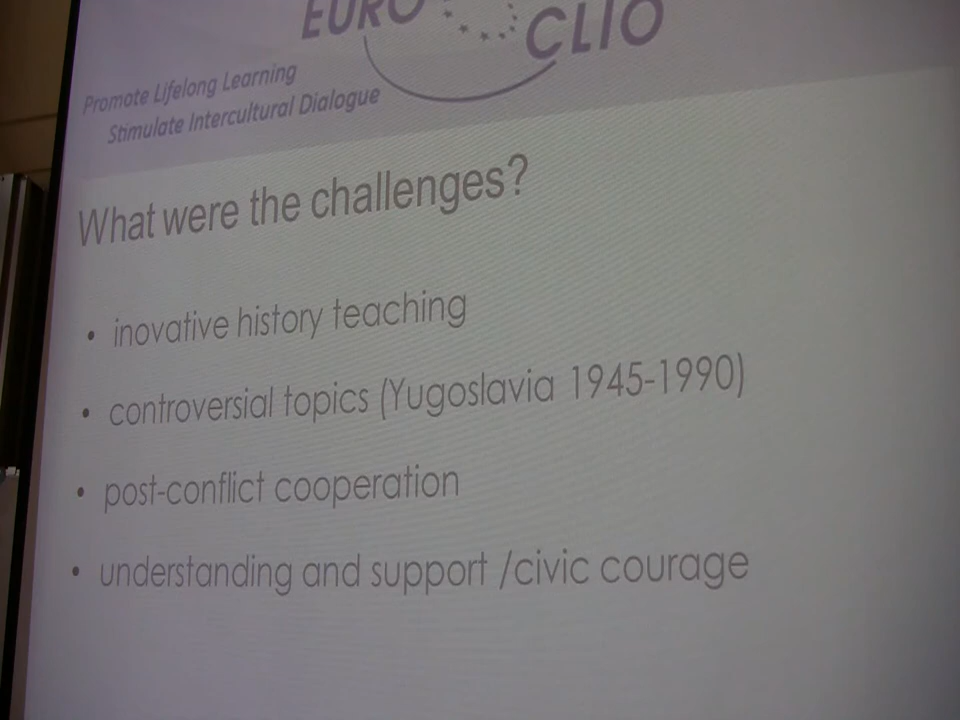 EURO CLIO
Promote Lifelong Learning
Stimulate Intercultural Dialogue
What were the challenges?
• inovative history teaching
• controversial topics (Yugoslavia 1945-1990)
• post-conflict cooperation
• understanding and support /civic courage